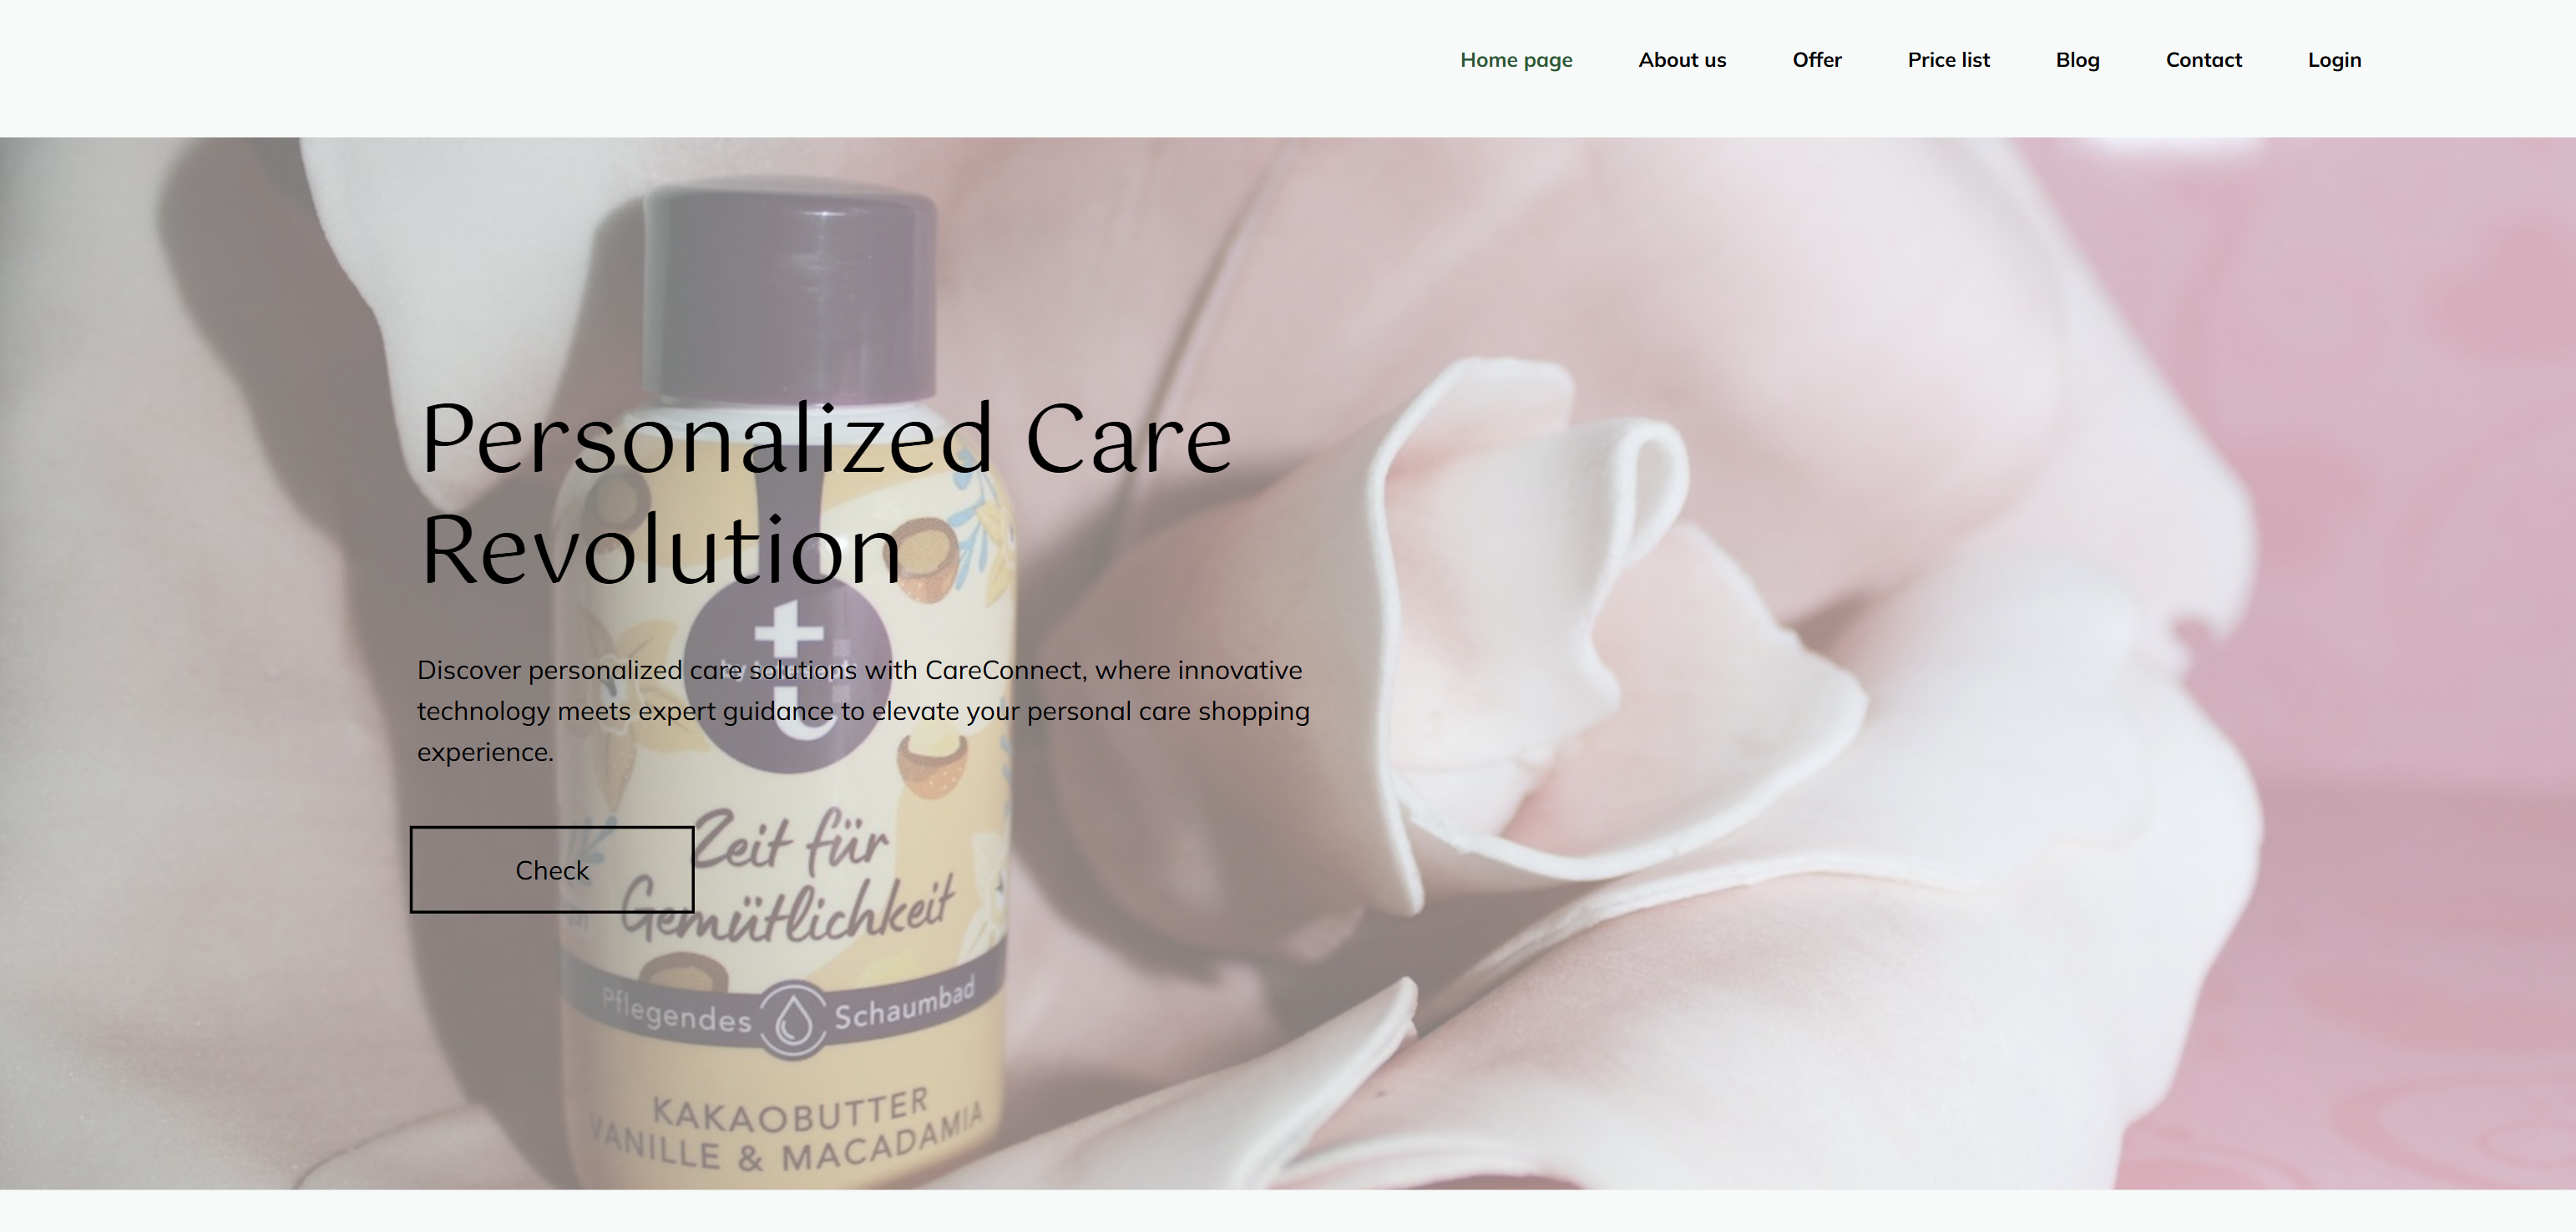 Home page About us Offer Price list Blog Contact Login
Personalized Care
Revolution
Discover personalized care solutions with CareConnect, where innovative
technology meets expert guidance to elevate your personal care shopping
experience.
Check
t
by
Zeit für
Gemütlichkeit
Pflegendes Schaumbad
KAKAOBUTTER
VANILLE & MACADAMIA